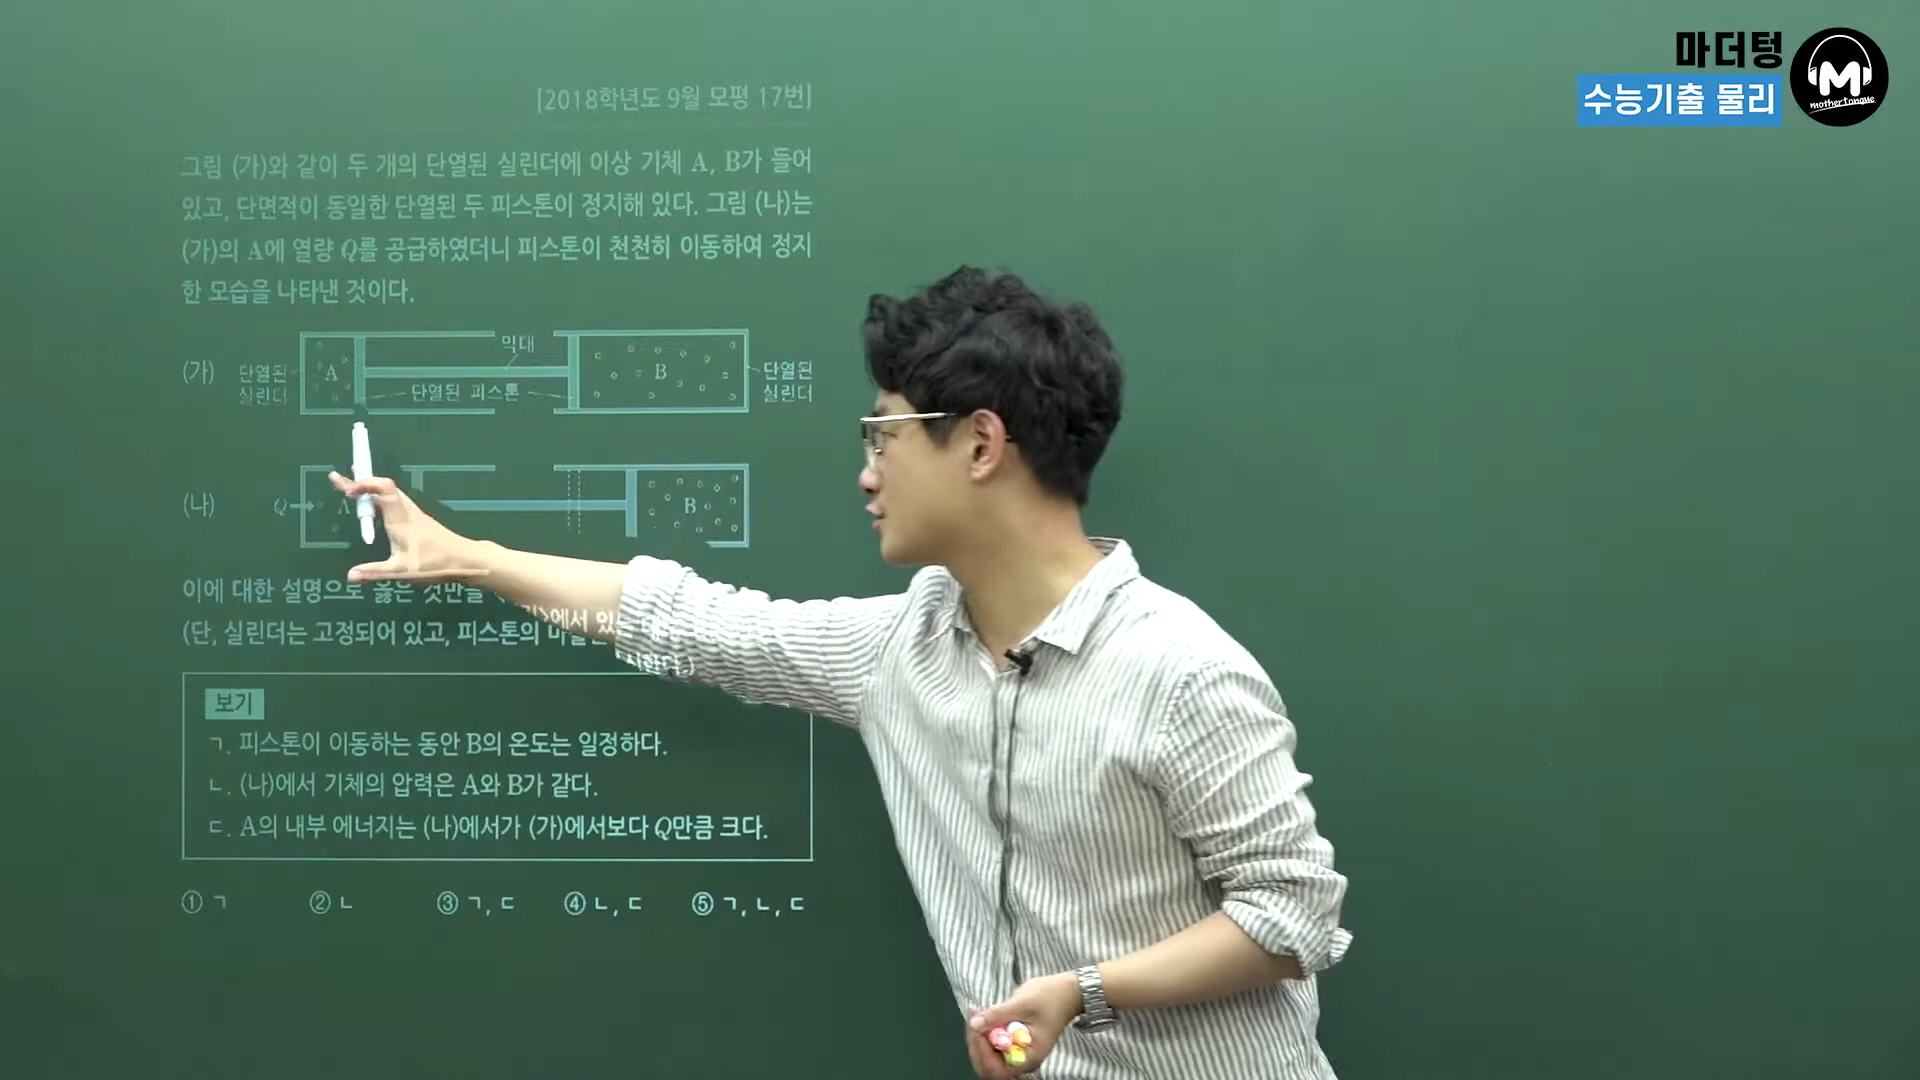 마더텅
수능기출 물리
M
mothertongue
[2018학년도 9월 모평 17번]
그림 (가)와 같이 두 개의 단열된 실린더에 이상 기체 A, B가 들어
있고, 단면적이 동일한 단열된 두 피스톤이 정지해 있다. 그림 (나)는
(가)의 A에 열량 Q를 공급하였더니 피스톤이 천천히 이동하여 정지
한 모습을 나타낸 것이다.
(가)
단열된
실린더
A
막대
단열된 피스톤
B
단열된
실린더
(나)
Q
A
B
이에 대한 설명으로 옳은 것만을
에서 있는
(단, 실린더는 고정되어 있고, 피스톤의
시한다.)
보기
ㄱ. 피스톤이 이동하는 동안 B의 온도는 일정하다.
ㄴ. (나)에서 기체의 압력은 A와 B가 같다.
ㄷ. A의 내부 에너지는 (나)에서가 (가)에서보다 Q만큼 크다.
① ㄱ ② ㄴ ③ ㄱ, ㄷ ④ ㄴ, ㄷ ⑤ ㄱ, ㄴ, ㄷ